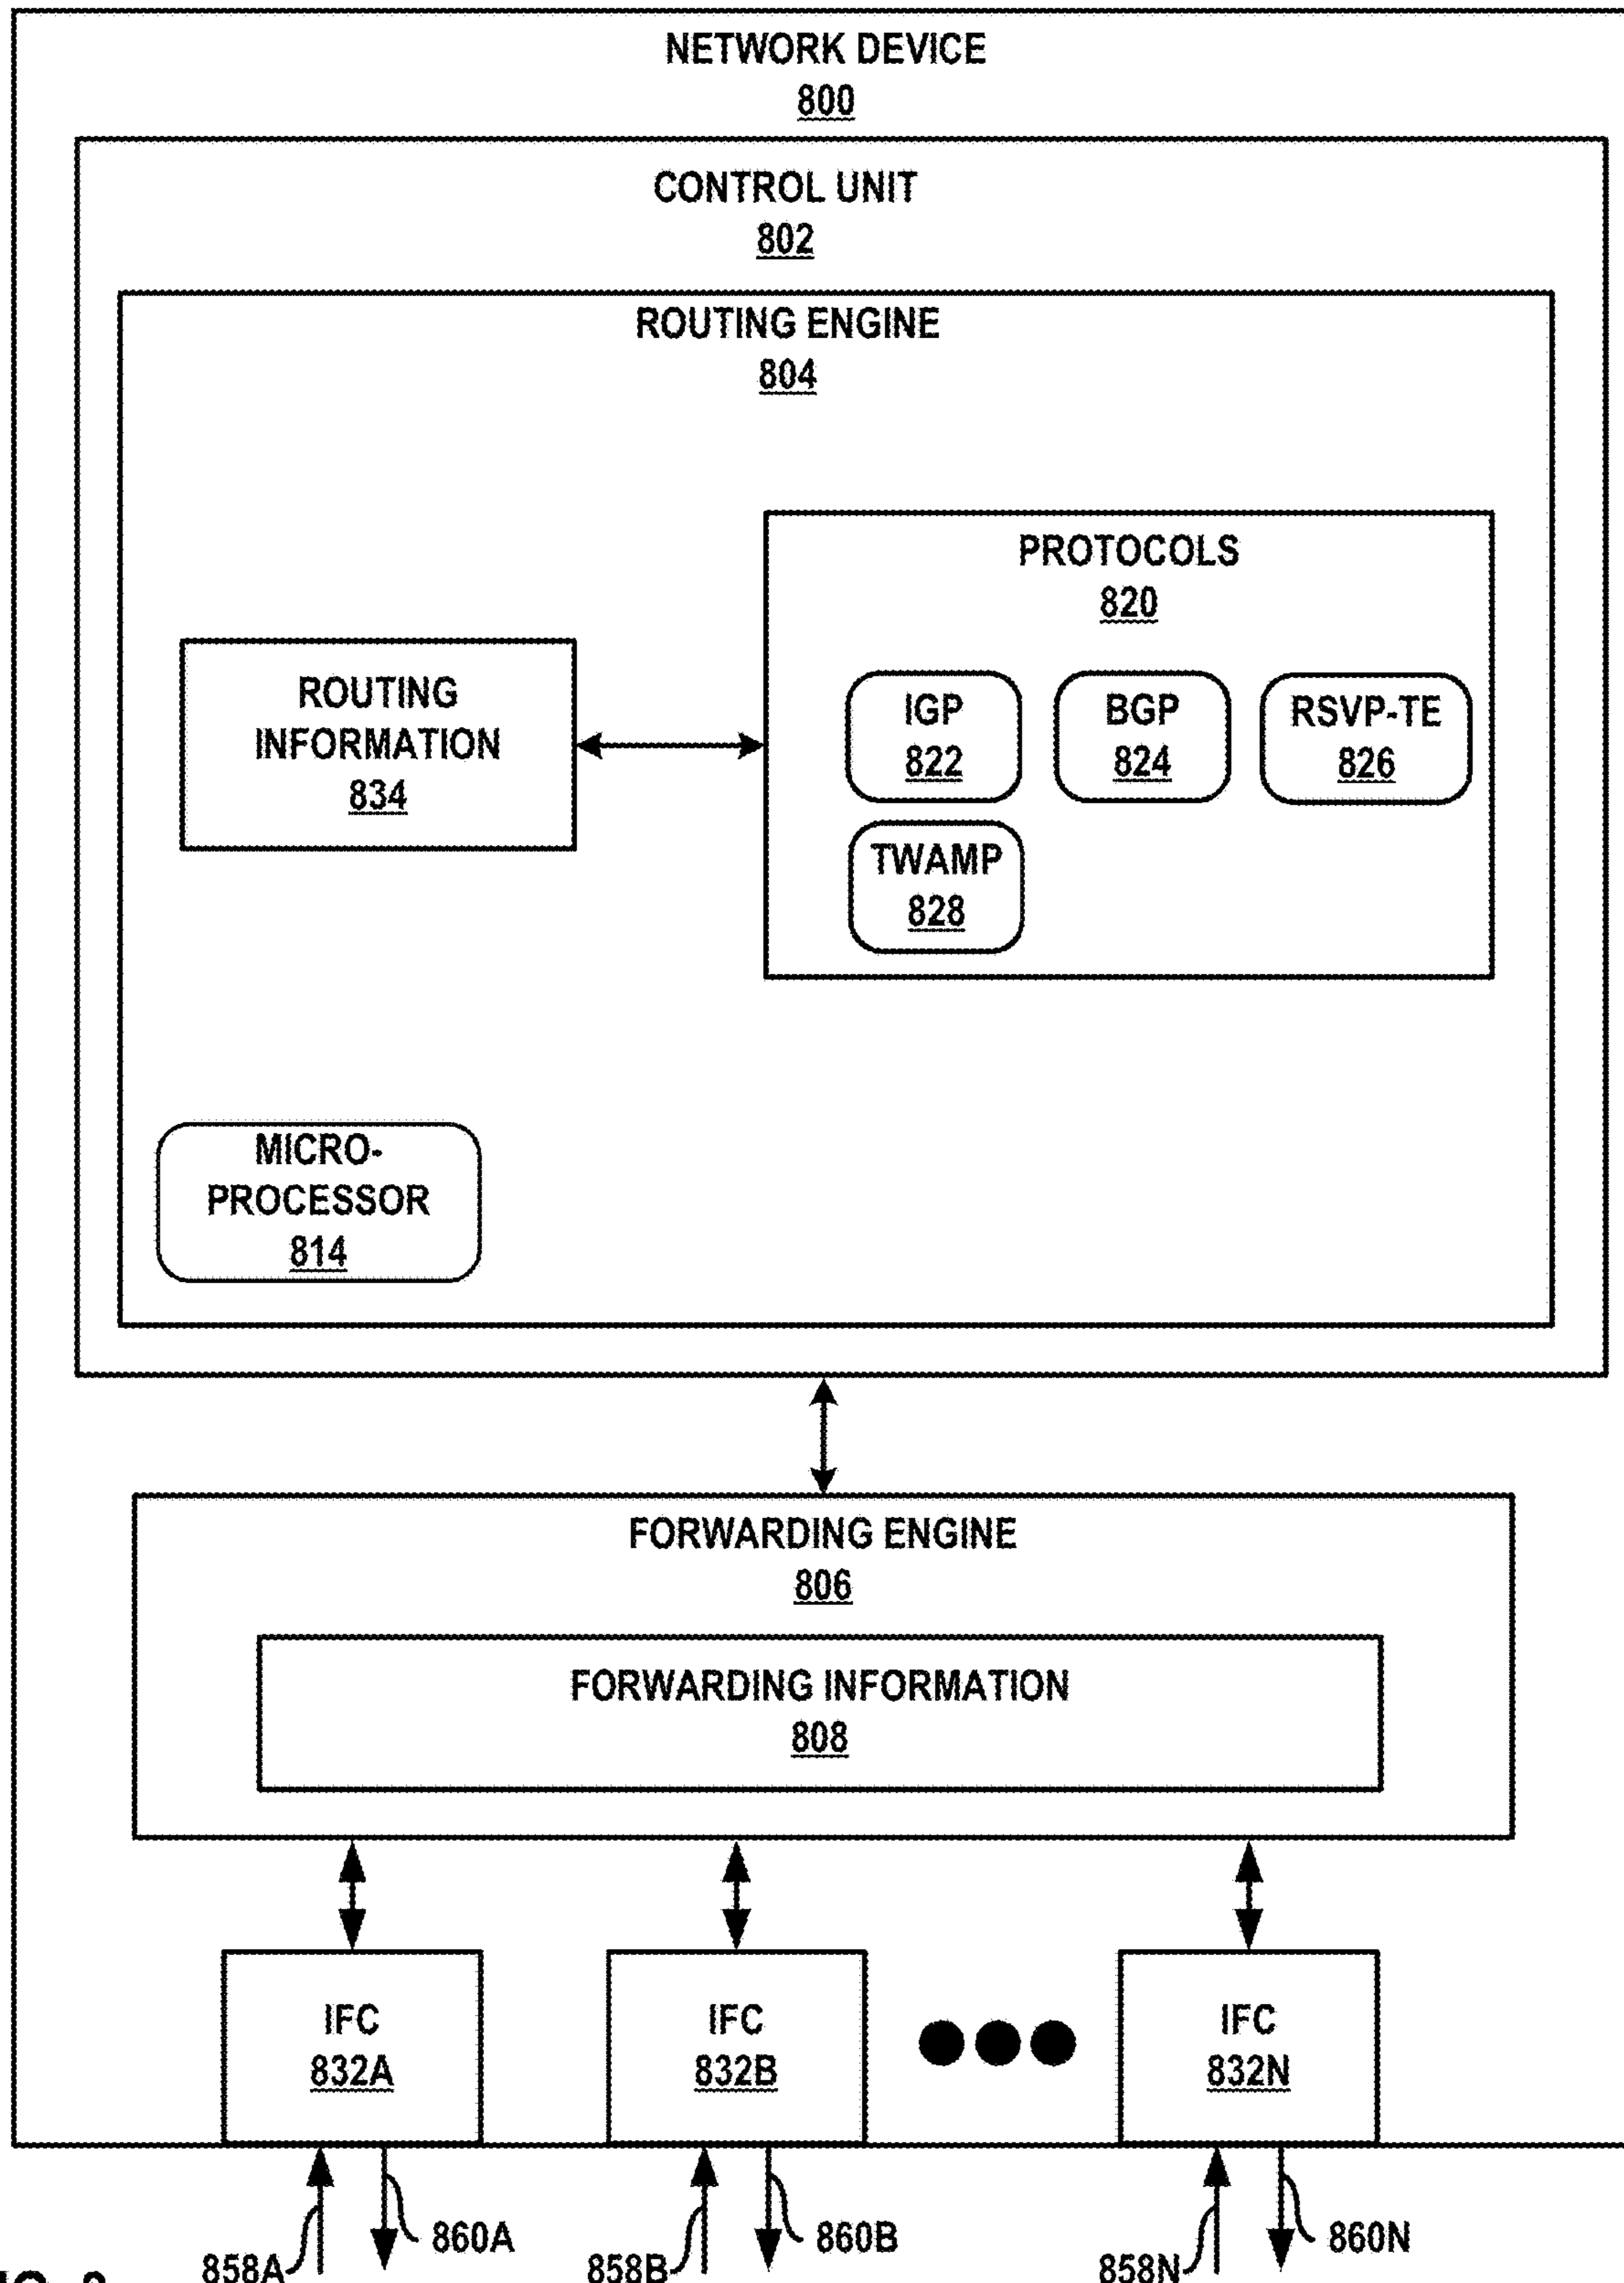 NETWORK DEVICE
800
CONTROL UNIT
802
ROUTING ENGINE
804
PROTOCOLS
820
ROUTING
INFORMATION
834
IGP
822
BGP
824
RSVP-TE
826
TWAMP
828
MICRO-
PROCESSOR
814
FORWARDING ENGINE
806
FORWARDING INFORMATION
808
IFC
832A
IFC
832B
IFC
832N
858A
860A
858B
860B
858N
860N